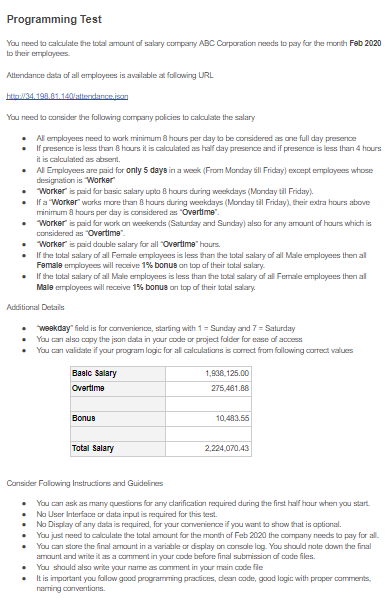 Programming Test
You need to calculate the total amount of salary company ABC Corporation needs to pay for the month Feb 2020
to their employees.
Attendance data of all employees is available at following URL
http://34.198.81.140/attendance.json
You need to consider the following company policies to calculate the salary
• All Employees need to work minimum 8 hours per day to be considered as one full day presence
• If presence is less than 8 hours it is calculated as half day presence and if presence is less than 4 hours
it is calculated as absent.
• All Employees are Paid for only 5 days in a week (From Monday till Friday) except employees whose
designation is "Worker"
• "Worker" is paid for basic salary upto 8 hours during weekdays (Monday till Friday).
• If a "Worker" works more than 8 hours during weekdays (Monday till Friday), their extra hours above
minimum 8 hours per day is considered as "Overtime".
• "Worker" is paid for work on weekends (Saturday and Sunday) also for any amount of hours which is
considered as "Overtime".
• "Worker" is paid double salary for all "Overtime" hours.
• If the total salary of all Female employees is less than the total salary of all Male employees then all
Female employees will receive 1% bonus on top of their total salary.
• If the total salary of all Male employees is less than the total salary of all Female employees then all
Male employees will receive 1% bonus on top of their total salary.
Additional Details
• "weekday" field is for convenience, starting with 1 = Sunday and 7 = Saturday
• You can also copy the json data in your code or project folder for ease of access
• You can validate if your program logic for all calculations is correct from following correct values
Basic Salary 1,938,125.00
Overtime 275,461.88
Bonus 10,483.55
Total Salary 2,224,070.43
Consider Following Instructions and Guidelines
• You can ask as many questions for any clarification required during the first half hour when you start.
• No User Interface or data input is required for this test.
• No Display of any data is required, for your convenience if you want to show that is optional.
• You just need to calculate the total amount for the month of Feb 2020 the company needs to pay for all.
• You can store the final amount in a variable or display on console log. You should note down the final
amount and write it as a comment in your code before final submission of code files.
• You should also write your name as comment in your main code file
• It is important you follow good programming practices, clean code, good logic with proper comments,
naming conventions.